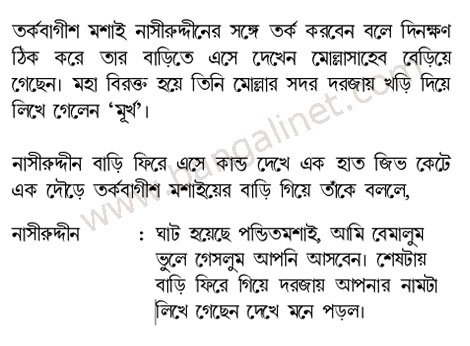 তর্কবাগীশ মশাই নাসীরুদ্দীনের সঙ্গে তর্ক করবেন বলে দিনক্ষণ
ঠিক করে তার বাড়িতে এসে দেখেন মোল্লাসাহেব বেড়িয়ে
গেছেন। মহা বিরক্ত হয়ে তিনি মোল্লার সদর দরজায় খড়ি দিয়ে
লিখে গেলেন ‘মূর্খ’।
নাসীরুদ্দীন বাড়ি ফিরে এসে কান্ড দেখে এক হাত জিভ কেটে
এক দৌড়ে তর্কবাগীশ মশাইয়ের বাড়ি গিয়ে তাঁকে বললে,
নাসীরুদ্দীন : ঘাট হয়েছে পন্ডিতমশাই, আমি বেমালুম
ভুলে গেসলুম আপনি আসবেন। শেষটায়
বাড়ি ফিরে গিয়ে দরজায় আপনার নামটা
লিখে গেছেন দেখে মনে পড়ল।
www.bangalinet.com